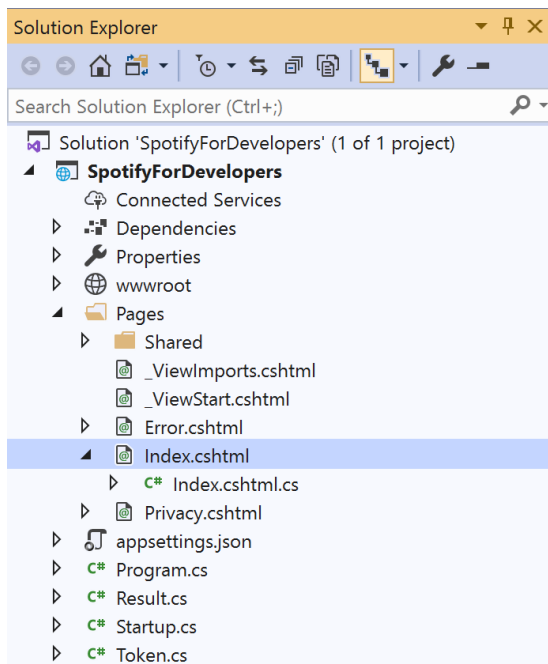 Solution Explorer
Search Solution Explorer (Ctrl+;)
Solution 'SpotifyForDevelopers' (1 of 1 project)
SpotifyForDevelopers
Connected Services
Dependencies
Properties
wwwroot
Pages
Shared
_ViewImports.cshtml
_ViewStart.cshtml
@ Error.cshtml
@ Index.cshtml
C# Index.cshtml.cs
Privacy.cshtml
appsettings.json
C# Program.cs
C# Result.cs
C# Startup.cs
C# Token.cs